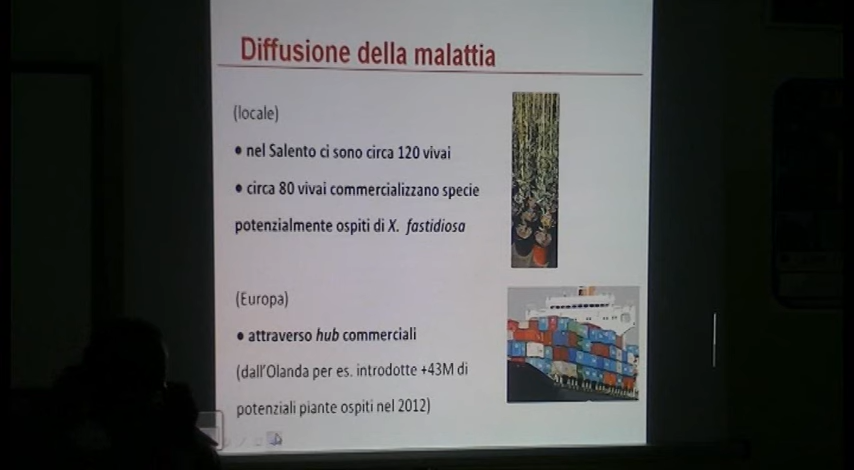 Diffusione della malattia
(locale)
• nel Salento ci sono circa 120 vivai
• circa 80 vivai commercializzano specie
potenzialmente ospiti di X. fastidiosa
(Europa)
• attraverso hub commerciali
(dall'Olanda per es. introdotte +43M di
potenziali piante ospiti nel 2012)